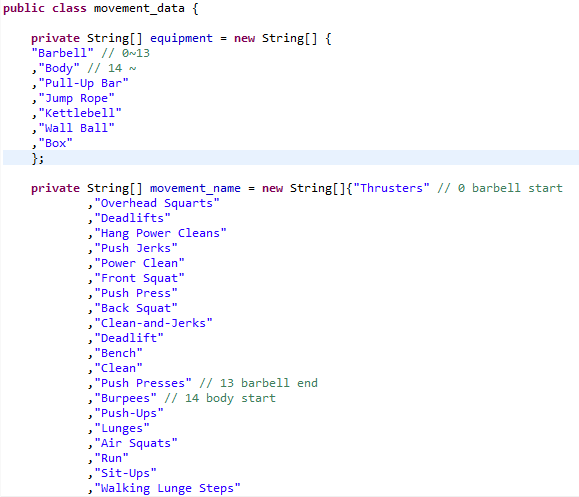 public class movement_data {
private String[] equipment = new String[] {
"Barbell" // 0~13
,"Body" // 14 ~
,"Pull-Up Bar"
,"Jump Rope"
,"Kettlebell"
,"Wall Ball"
,"Box"
};
private String[] movement_name = new String[]{"Thrusters" // 0 barbell start
,"Overhead Squarts"
,"Deadlifts"
,"Hang Power Cleans"
,"Push Jerks"
,"Power Clean"
,"Front Squat"
,"Push Press"
,"Back Squat"
,"Clean-and-Jerks"
,"Deadlift"
,"Bench"
,"Clean"
,"Push Presses" // 13 barbell end
,"Burpees" // 14 body start
,"Push-Ups"
,"Lunges"
,"Air Squats"
,"Run"
,"Sit-Ups"
,"Walking Lunge Steps"